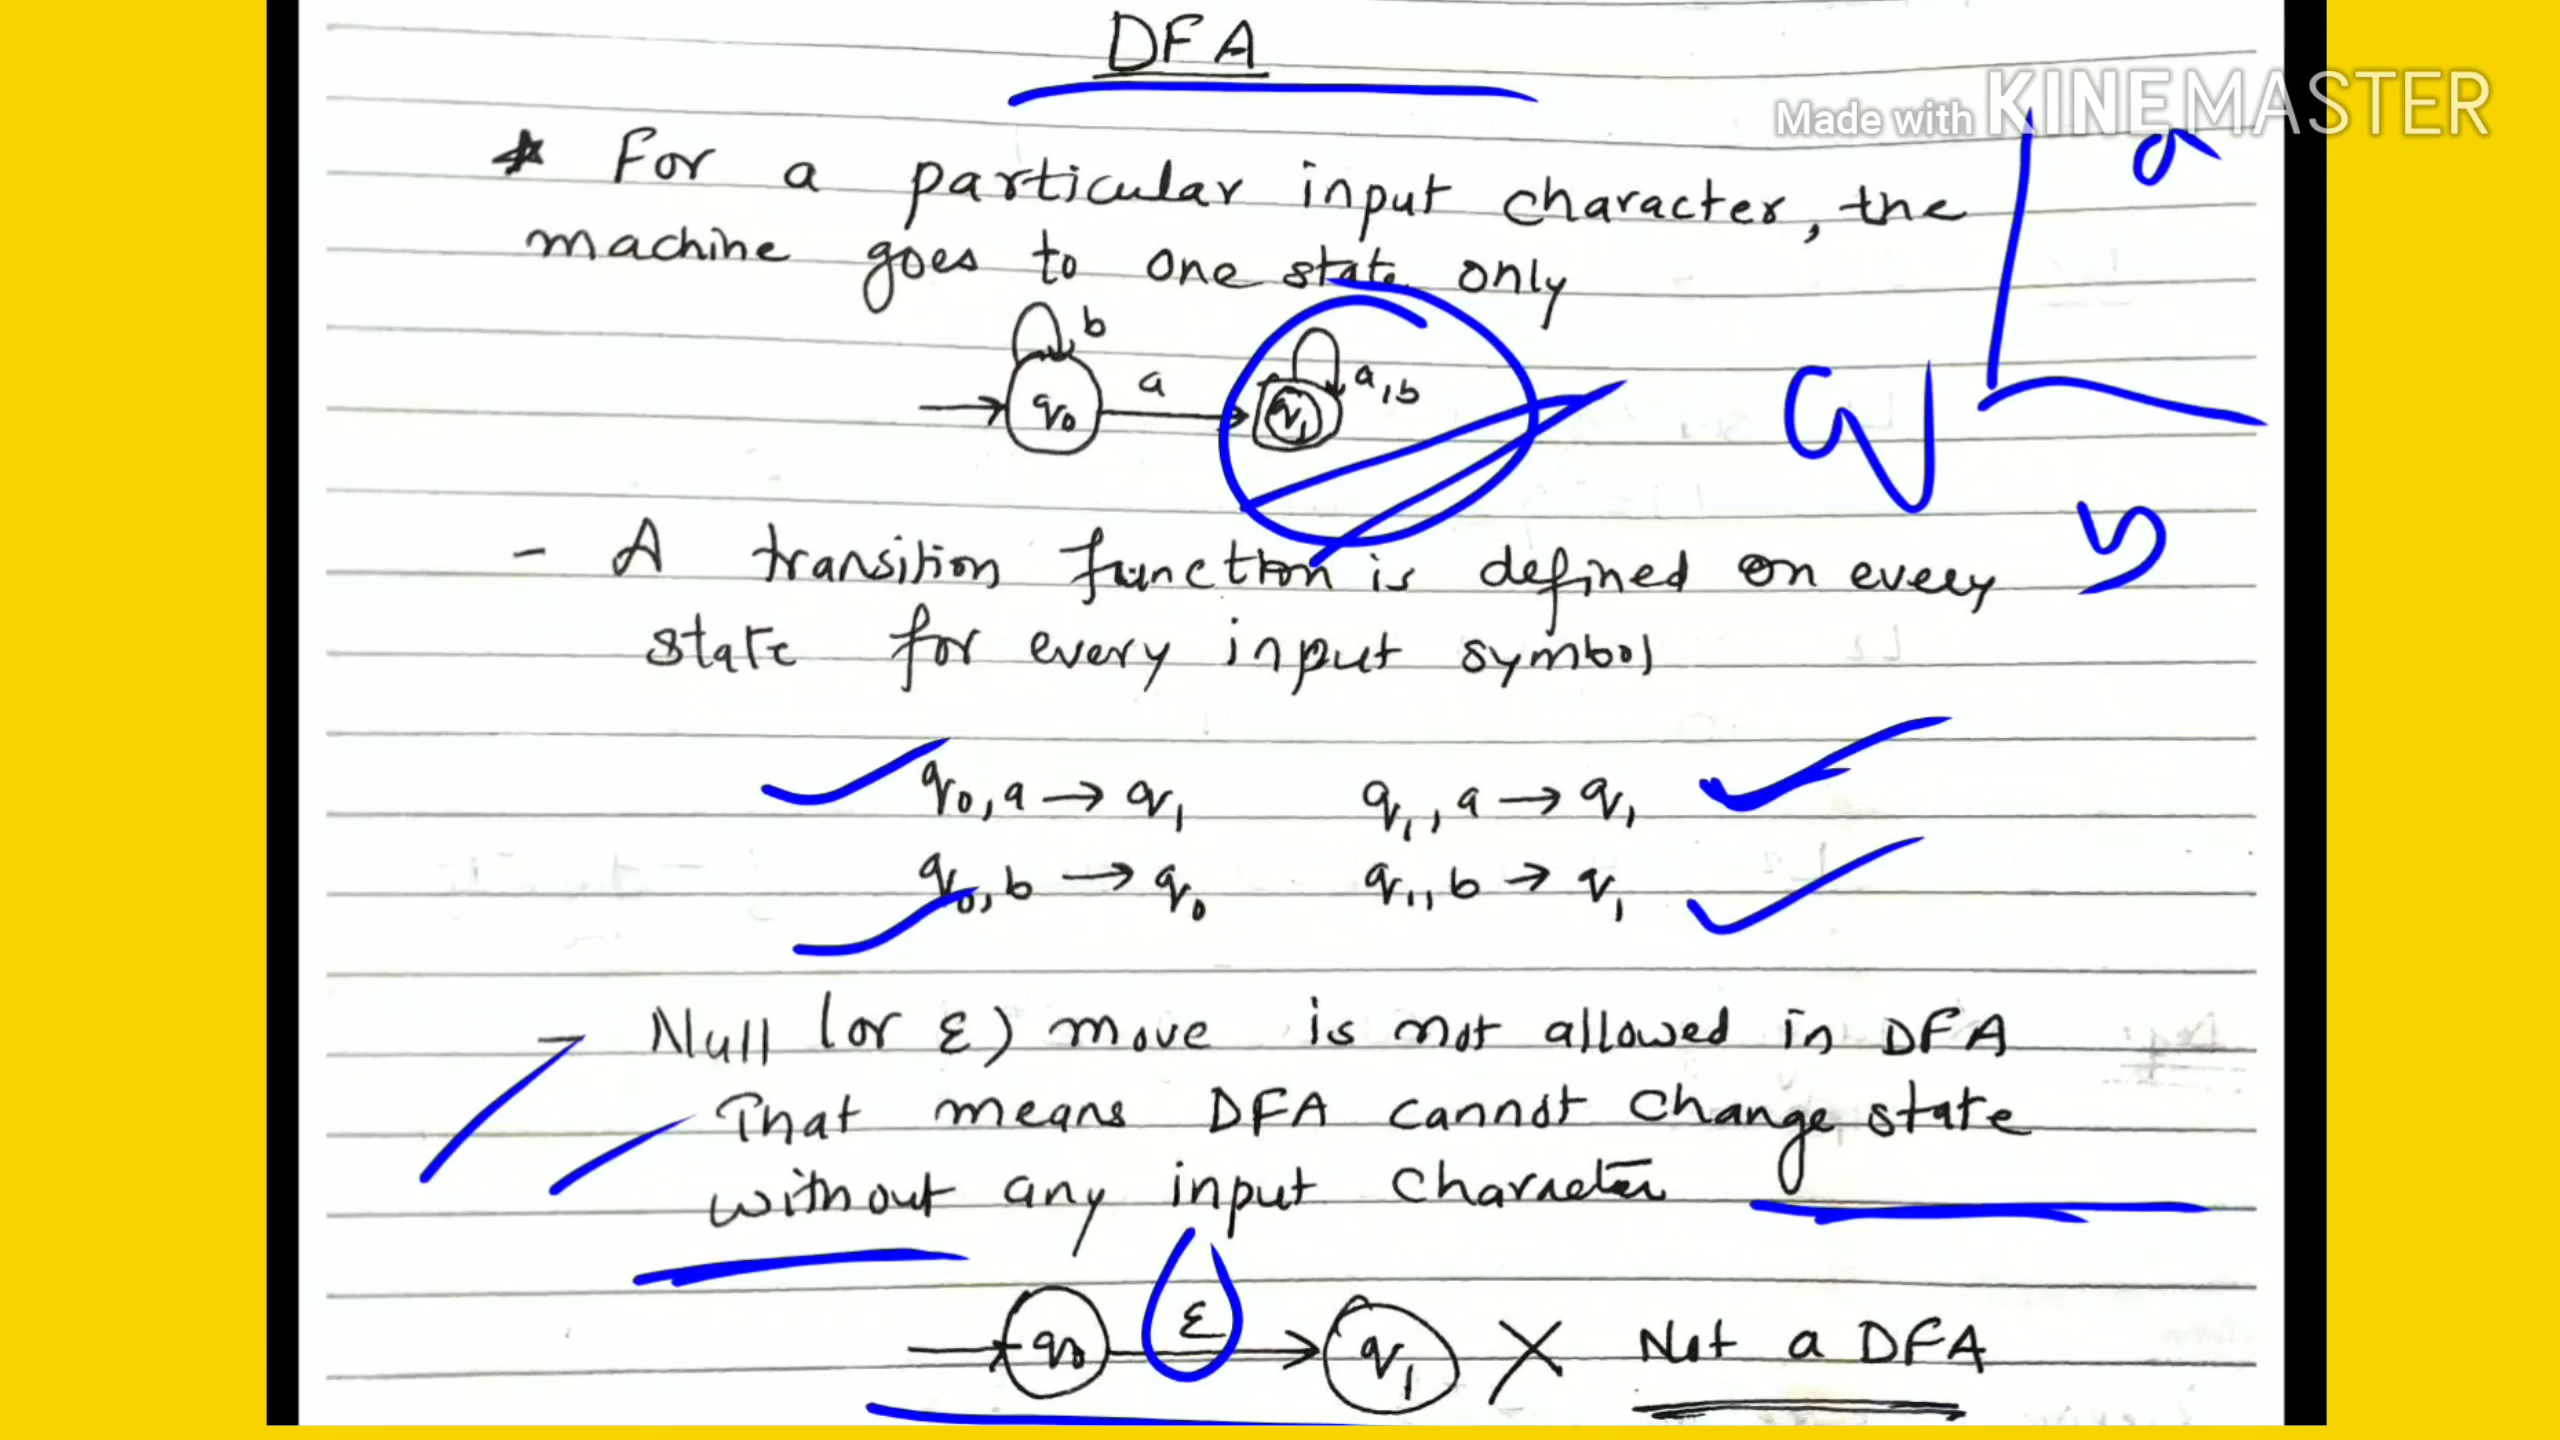 DFA
Made with KINEMASTER
* For a particular input character, the
machine goes to one state only
b
a
a,b
q0
q1
a
q
b
- A transition function is defined on every
state for every input symbol
q0, a → q1 q1, a → q1
q0, b → q0 q1, b → q1
- Null (or ε) move is not allowed in DFA
That means DFA cannot change state
without any input character
q0 ε q1 X Not a DFA